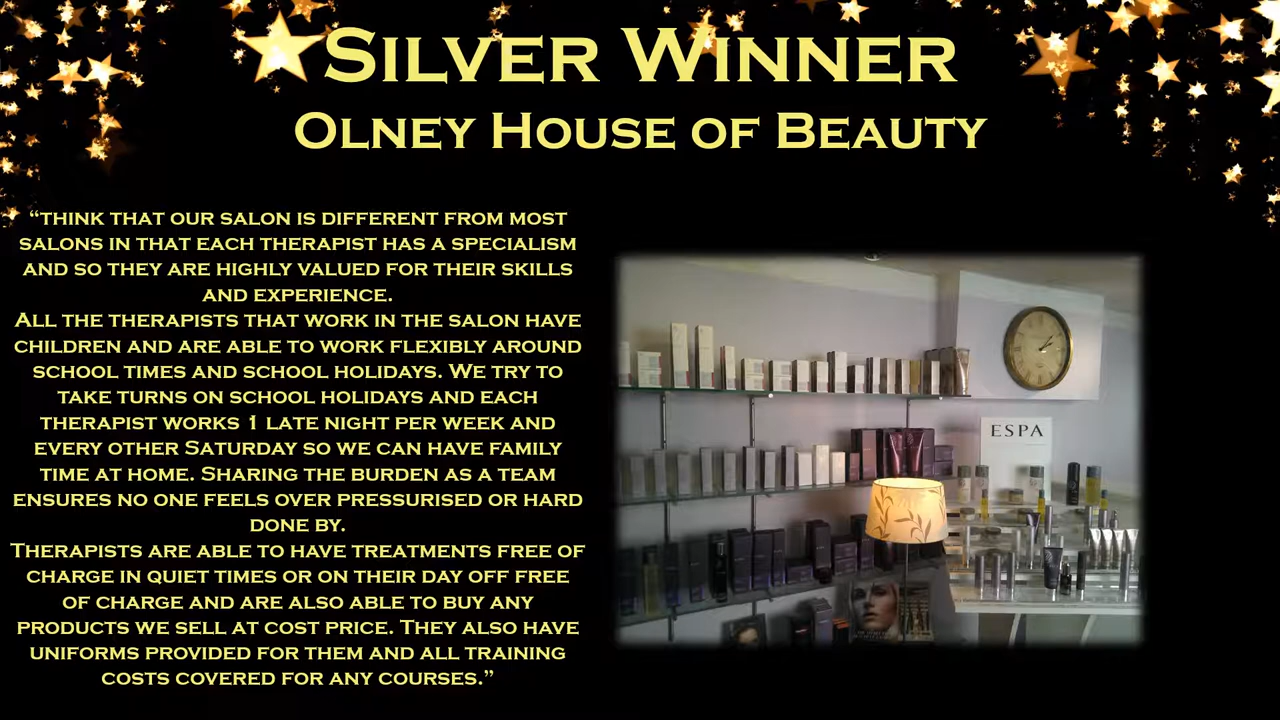 Silver Winner
Olney House of Beauty
“think that our salon is different from most
salons in that each therapist has a specialism
and so they are highly valued for their skills
and experience.
All the therapists that work in the salon have
children and are able to work flexibly around
school times and school holidays. We try to
take turns on school holidays and each
therapist works 1 late night per week and
every other Saturday so we can have family
time at home. Sharing the burden as a team
ensures no one feels over pressurised or hard
done by.
Therapists are able to have treatments free of
charge in quiet times or on their day off free
of charge and are also able to buy any
products we sell at cost price. They also have
uniforms provided for them and all training
costs covered for any courses.”
ESPA